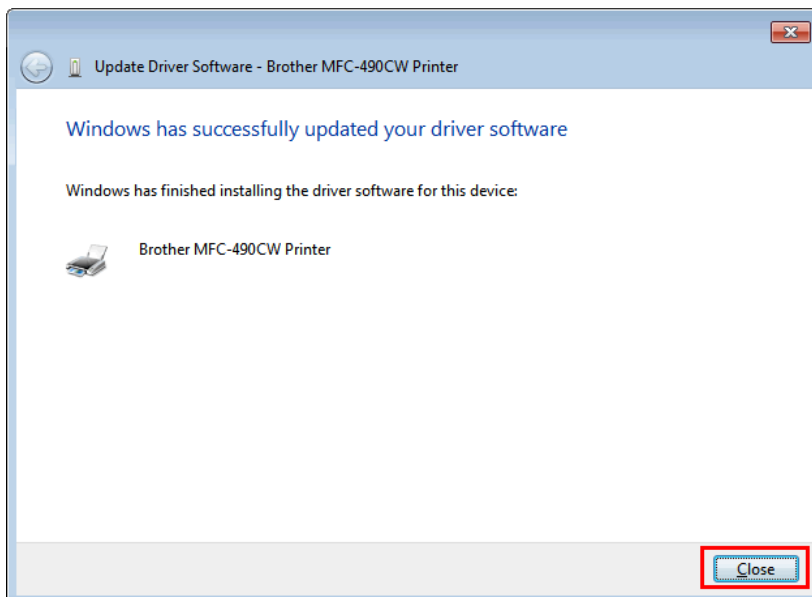 Update Driver Software - Brother MFC-490CW Printer
Windows has successfully updated your driver software
Windows has finished installing the driver software for this device:
Brother MFC-490CW Printer
Close